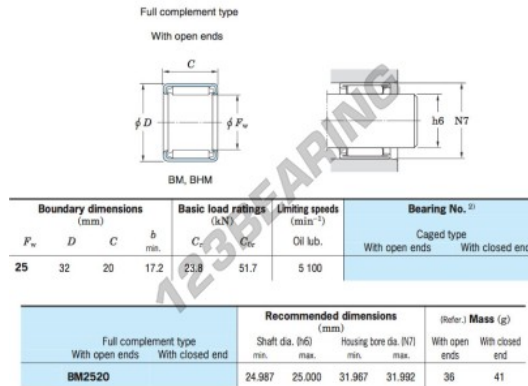 Full complement type
With open ends
C
φ D
φ Fw
h6
N7
BM, BHM
123BEARING
Boundary dimensions (mm)
Basic load ratings (kN)
Limiting speeds (min⁻¹)
Bearing No. 2)
Fw D C b min. Cr C0r Oil lub. Caged type
With open ends With closed end
25 32 20 17.2 23.8 51.7 5 100
Recommended dimensions (mm)
(Refer.) Mass (g)
Full complement type Shaft dia. (h6) Housing bore dia. (N7) With open ends With closed end
With open ends With closed end min. max. min. max.
BM2520 24.987 25.000 31.967 31.992 36 41